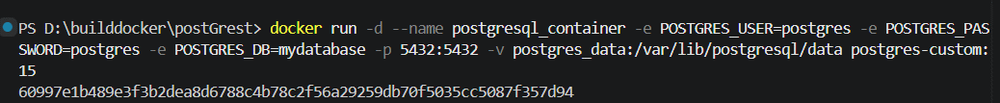 PS D:\builddocker\postGrest> docker run -d --name postgresql_container -e POSTGRES_USER=postgres -e POSTGRES_PAS
SWORD=postgres -e POSTGRES_DB=mydatabase -p 5432:5432 -v postgres_data:/var/lib/postgresql/data postgres-custom:
15
60997e1b489e3f3b2dea8d6788c4b78c2f56a29259db70f5035cc5087f357d94